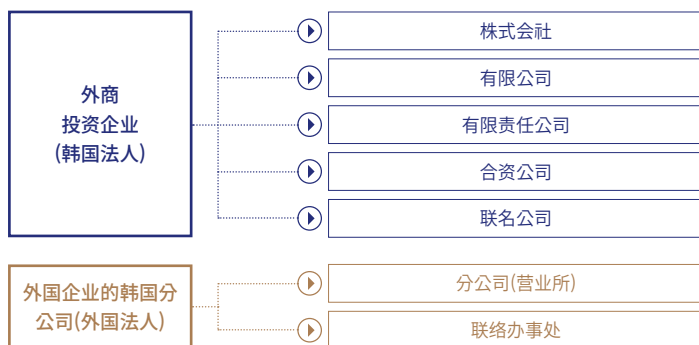 外商
投资企业
(韩国法人)
株式会社
有限公司
有限责任公司
合资公司
联名公司
外国企业的韩国分
公司(外国法人)
分公司(营业所)
联络办事处